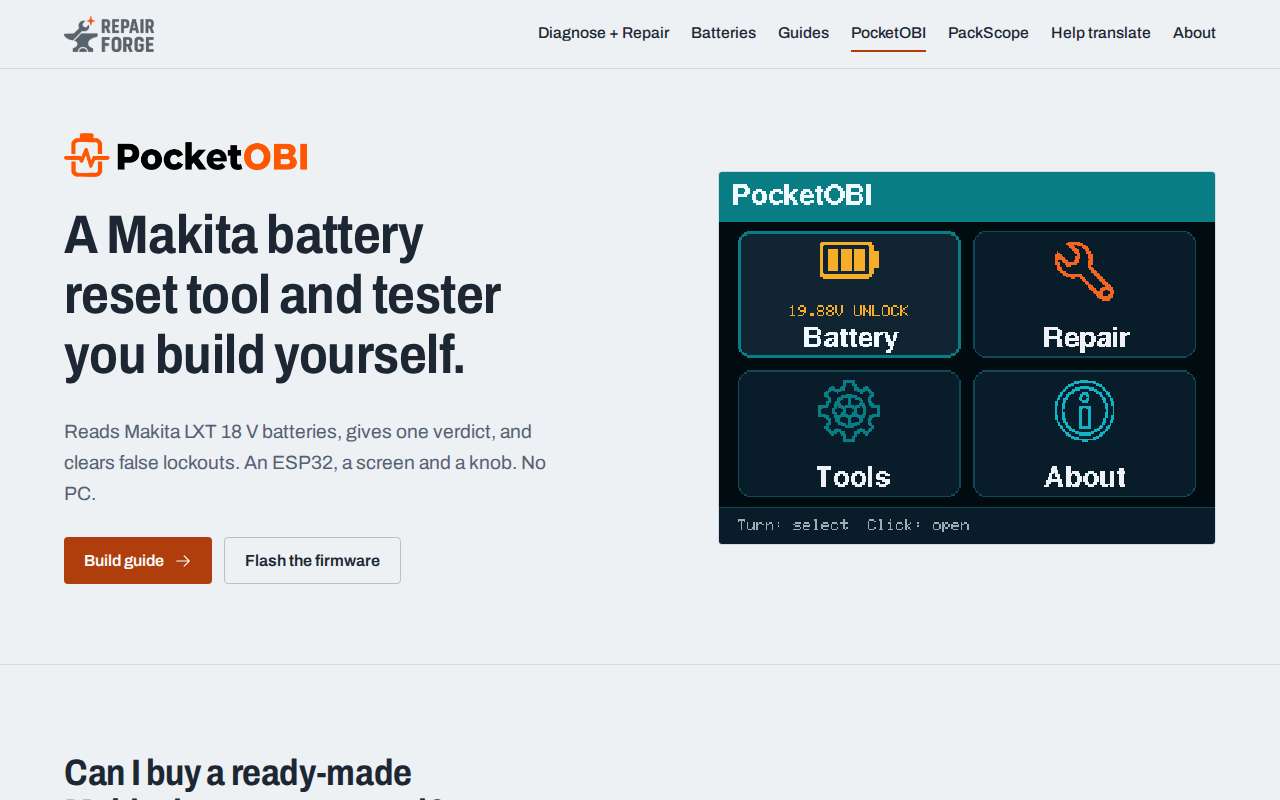 REPAIR
FORGE
Diagnose + Repair Batteries Guides PocketOBI PackScope Help translate About
PocketOBI
A Makita battery
reset tool and tester
you build yourself.
Reads Makita LXT 18 V batteries, gives one verdict, and
clears false lockouts. An ESP32, a screen and a knob. No
PC.
Build guide → Flash the firmware
PocketOBI
19.88V UNLOCK
Battery
Repair
Tools
About
Turn: select Click: open
Can I buy a ready-made